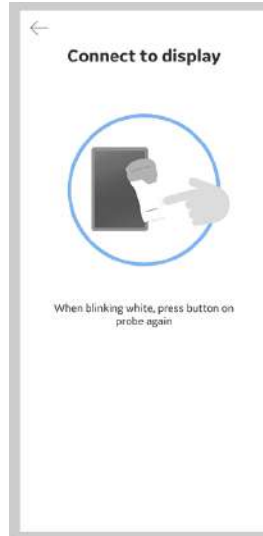 Connect to display
When blinking white, press button on
probe again